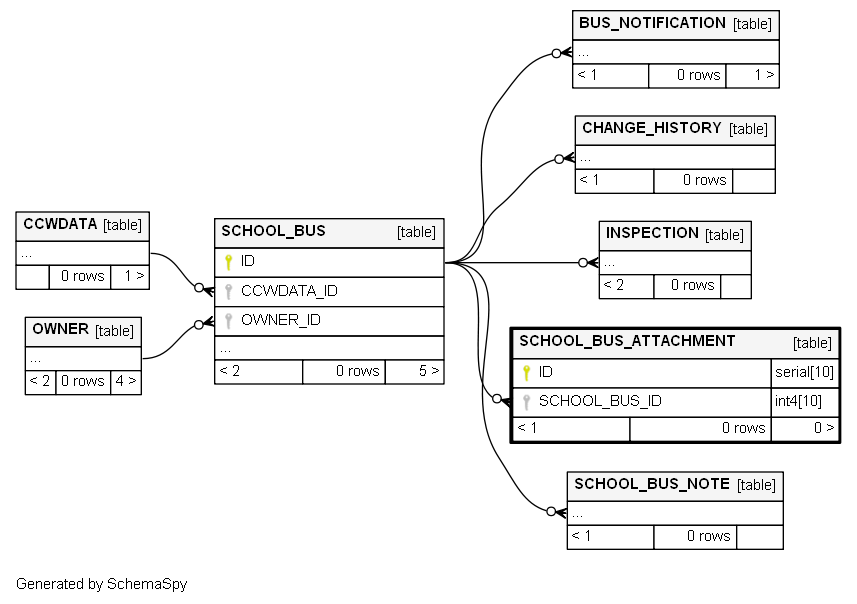 BUS_NOTIFICATION [table]
...
< 1 0 rows 1 >
CHANGE_HISTORY [table]
...
< 1 0 rows
CCWDATA [table]
...
0 rows 1 >
OWNER [table]
...
< 2 0 rows 4 >
SCHOOL_BUS [table]
ID
CCWDATA_ID
OWNER_ID
...
< 2 0 rows 5 >
INSPECTION [table]
...
< 2 0 rows
SCHOOL_BUS_ATTACHMENT [table]
ID serial[10]
SCHOOL_BUS_ID int4[10]
< 1 0 rows 0 >
SCHOOL_BUS_NOTE [table]
...
< 1 0 rows
Generated by SchemaSpy